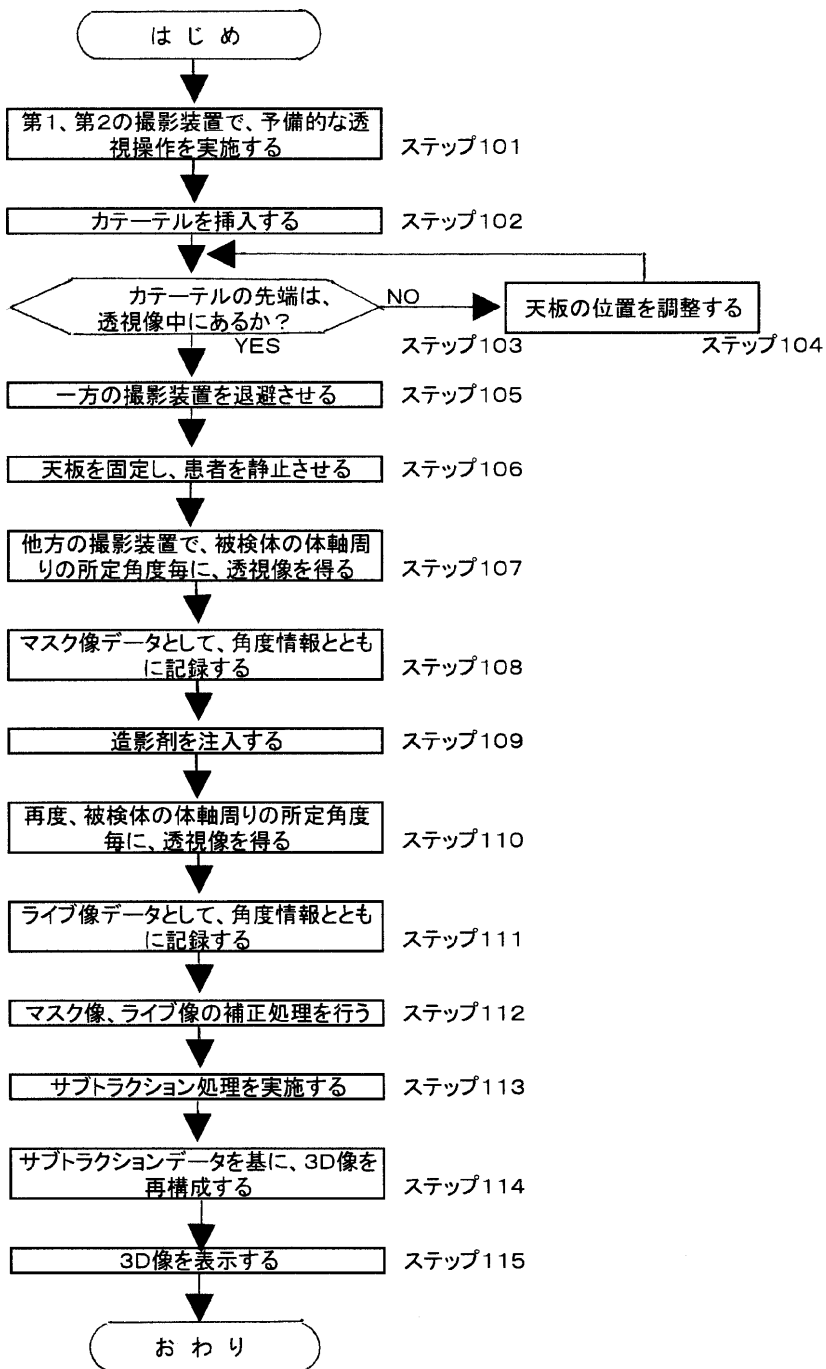 はじめ
第1、第2の撮影装置で、予備的な透
視操作を実施する
ステップ101
カテーテルを挿入する
ステップ102
カテーテルの先端は、
透視像中にあるか?
NO
YES
ステップ103
天板の位置を調整する
ステップ104
一方の撮影装置を退避させる
ステップ105
天板を固定し、患者を静止させる
ステップ106
他方の撮影装置で、被検体の体軸周
りの所定角度毎に、透視像を得る
ステップ107
マスク像データとして、角度情報ととも
に記録する
ステップ108
造影剤を注入する
ステップ109
再度、被検体の体軸周りの所定角度
毎に、透視像を得る
ステップ110
ライブ像データとして、角度情報ととも
に記録する
ステップ111
マスク像、ライブ像の補正処理を行う
ステップ112
サブトラクション処理を実施する
ステップ113
サブトラクションデータを基に、3D像を
再構成する
ステップ114
3D像を表示する
ステップ115
おわり